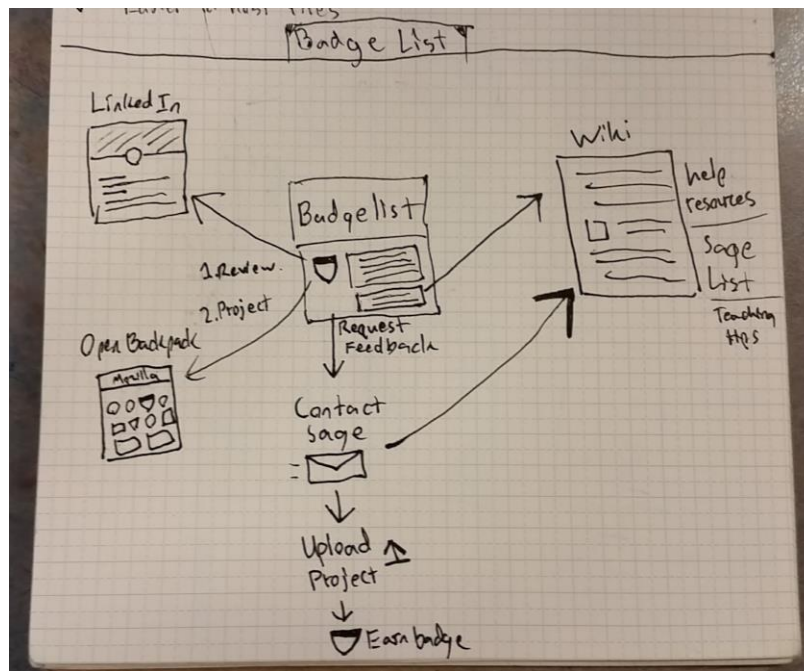 Badge List
LinkedIn
Wiki
help
resources
Sage
List
Teaching
tips
Badgelist
1. Review.
2. Project
Request
Feedback
Open Backpack
Mozilla
Contact
Sage
Upload
Project
Earn badge